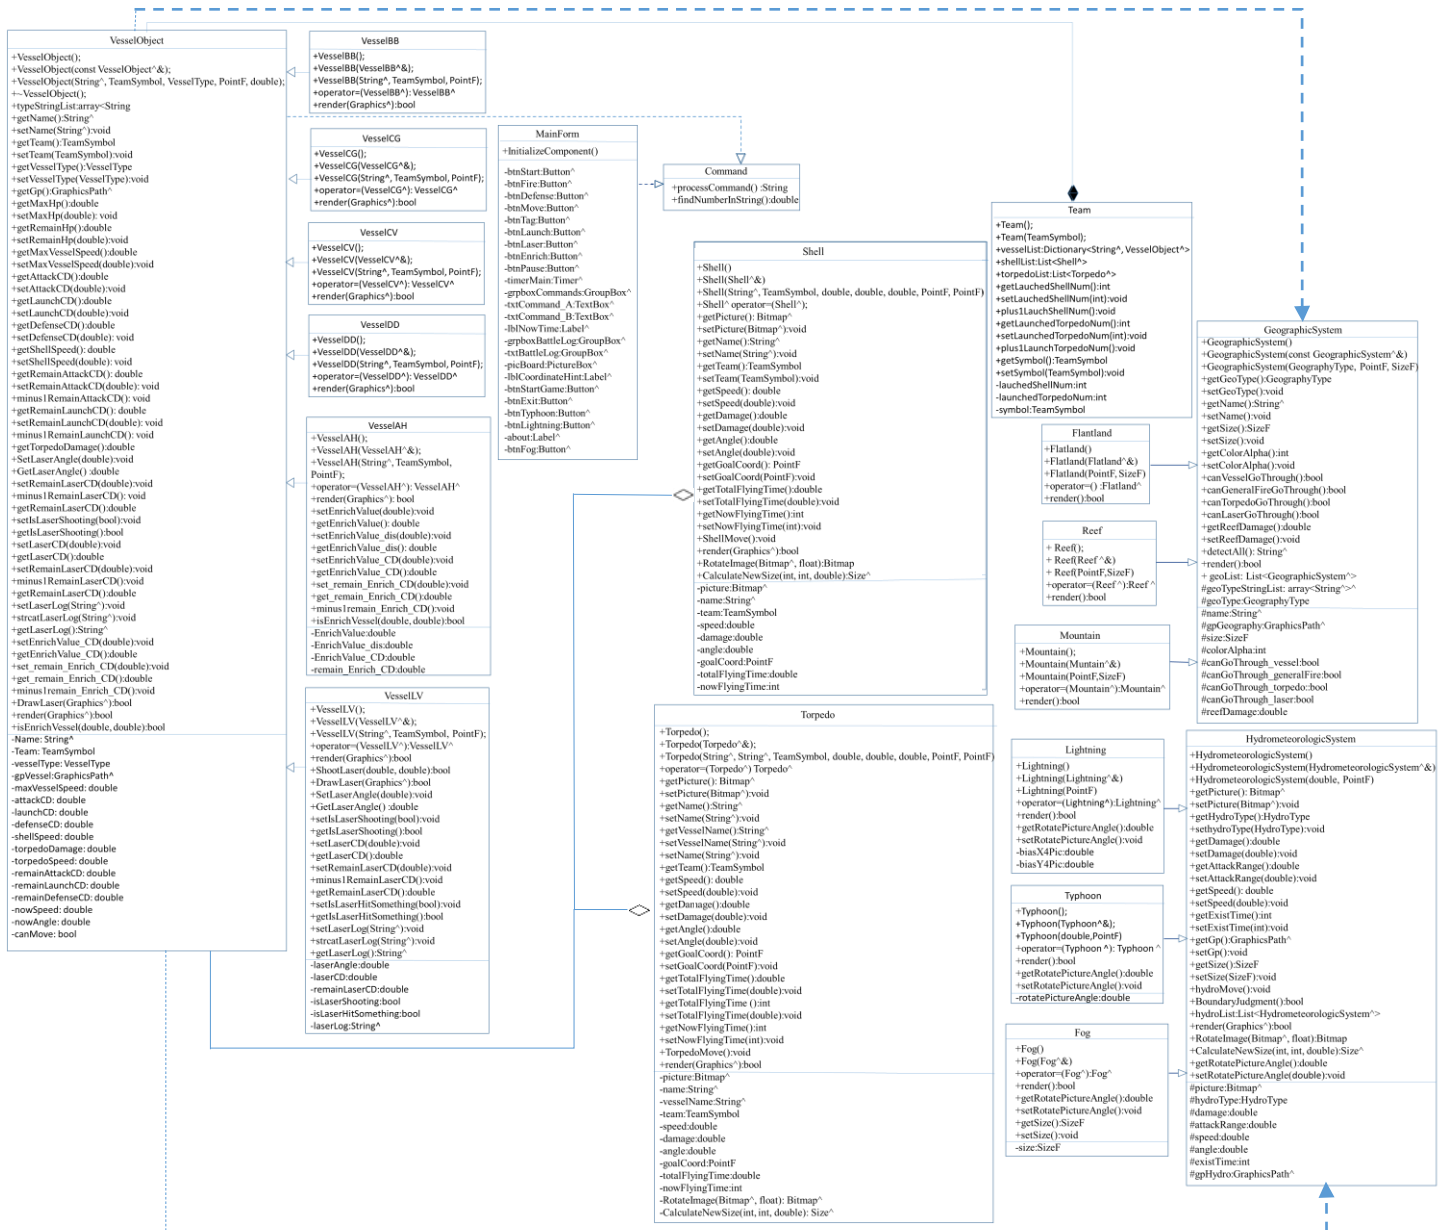 VesselObject
+VesselObject();
+VesselObject(const VesselObject^&);
+VesselObject(String^, TeamSymbol, VesselType, PointF, double);
+~VesselObject();
+typeStringList:array<String
+getName():String^
+setName(String^):void
+getTeam():TeamSymbol
+setTeam(TeamSymbol):void
+getVesselType():VesselType
+setVesselType(VesselType):void
+getGp():GraphicsPath^
+getMaxHp():double
+setMaxHp(double): void
+getRemainHp():double
+setRemainHp(double):void
+getMaxVesselSpeed():double
+setMaxVesselSpeed(double):void
+getAttackCD():double
+setAttackCD(double):void
+getLaunchCD():double
+setLaunchCD(double):void
+getDefenseCD():double
+setDefenseCD(double): void
+getShellSpeed(): double
+setShellSpeed(double):void
+getRemainAttackCD(): double
+setRemainAttackCD(double):void
+minus1RemainAttackCD(): void
+getRemainLaunchCD(): double
+setRemainLaunchCD(double):void
+minus1RemainLaunchCD(): void
+getTorpedoDamage(): double
+SetLaserAngle(double):void
+GetLaserAngle() :double
+setRemainLaserCD(double):void
+minus1RemainLaserCD(): void
+getRemainLaserCD():double
+setIsLaserShooting(bool):void
+getIsLaserShooting():bool
+setLaserCD(double):void
+getLaserCD():double
+setRemainLaserCD(double):void
+minus1RemainLaserCD():void
+getRemainLaserCD():double
+setLaserLog(String^):void
+strcatLaserLog(String^):void
+getLaserLog():String^
+setEnrichValue_CD(double):void
+getEnrichValue_CD():double
+set_remain_Enrich_CD(double):void
+get_remain_Enrich_CD():double
+minus1remain_Enrich_CD():void
+DrawLaser(Graphics^):bool
+render(Graphics^):bool
+isEnrichVessel(double, double):bool
-Name: String^
-Team: TeamSymbol
-vesselType: VesselType
-gpVessel:GraphicsPath^
-maxVesselSpeed: double
-attackCD: double
-launchCD: double
-defenseCD: double
-shellSpeed: double
-torpedoDamage: double
-torpedoSpeed: double
-remainAttackCD: double
-remainLaunchCD: double
-remainDefenseCD: double
-nowSpeed: double
-nowAngle: double
-canMove: bool
VesselBB
+VesselBB();
+VesselBB(VesselBB^&);
+VesselBB(String^, TeamSymbol, PointF);
+operator=(VesselBB^): VesselBB^
+render(Graphics^):bool
VesselCG
+VesselCG();
+VesselCG(VesselCG^&);
+VesselCG(String^, TeamSymbol, PointF);
+operator=(VesselCG^): VesselCG^
+render(Graphics^):bool
VesselCV
+VesselCV();
+VesselCV(VesselCV^&);
+VesselCV(String^, TeamSymbol, PointF);
+operator=(VesselCV^): VesselCV^
+render(Graphics^):bool
VesselDD
+VesselDD();
+VesselDD(VesselDD^&);
+VesselDD(String^, TeamSymbol, PointF);
+operator=(VesselDD^): VesselDD^
+render(Graphics^):bool
VesselAH
+VesselAH();
+VesselAH(VesselAH^&);
+VesselAH(String^, TeamSymbol,
PointF);
+operator=(VesselAH^): VesselAH^
+render(Graphics^): bool
+setEnrichValue(double):void
+getEnrichValue(): double
+setEnrichValue_dis(double):void
+getEnrichValue_dis(): double
+setEnrichValue_CD(double):void
+getEnrichValue_CD():double
+set_remain_Enrich_CD(double):void
+get_remain_Enrich_CD():double
+minus1remain_Enrich_CD():void
+isEnrichVessel(double, double):bool
-EnrichValue:double
-EnrichValue_dis:double
-EnrichValue_CD:double
-remain_Enrich_CD:double
VesselLV
+VesselLV();
+VesselLV(VesselLV^&);
+VesselLV(String^, TeamSymbol, PointF);
+operator=(VesselLV^):VesselLV^
+render(Graphics^):bool
+ShootLaser(double, double):bool
+DrawLaser(Graphics^):bool
+SetLaserAngle(double):void
+GetLaserAngle() :double
+setIsLaserShooting(bool):void
+getIsLaserShooting():bool
+setLaserCD(double):void
+getLaserCD():double
+setRemainLaserCD(double):void
+minus1RemainLaserCD():void
+getRemainLaserCD():double
+setIsLaserHitSomething(bool):void
+getIsLaserHitSomething():bool
+setLaserLog(String^):void
+strcatLaserLog(String^):void
+getLaserLog():String^
-laserAngle:double
-laserCD:double
-remainLaserCD:double
-isLaserShooting:bool
-isLaserHitSomething:bool
-laserLog:String^
MainForm
+InitializeComponent()
-btnStart:Button^
-btnFire:Button^
-btnDefense:Button^
-btnMove:Button^
-btnTag:Button^
-btnLaunch:Button^
-btnLaser:Button^
-btnEnrich:Button^
-btnPause:Button^
-timerMain:Timer^
-grpboxCommands:GroupBox^
-txtCommand_A:TextBox^
-txtCommand_B:TextBox^
-lblNowTime:Label^
-grpboxBattleLog:GroupBox^
-txtBattleLog:GroupBox^
-picBoard:PictureBox^
-lblCoordinateHint:Label^
-btnStartGame:Button^
-btnExit:Button^
-btnTyphoon:Button^
-btnLightning:Button^
-about:Label^
-btnFog:Button^
Command
+processCommand() :String
+findNumberInString():double
Shell
+Shell()
+Shell(Shell^&)
+Shell(String^, TeamSymbol, double, double, double, PointF, PointF)
+Shell^ operator=(Shell^);
+getPicture(): Bitmap^
+setPicture(Bitmap^):void
+getName():String^
+setName(String^):void
+getTeam():TeamSymbol
+setTeam(TeamSymbol):void
+getSpeed(): double
+setSpeed(double):void
+getDamage():double
+setDamage(double):void
+getAngle():double
+setAngle(double):void
+getGoalCoord(): PointF
+setGoalCoord(PointF):void
+getTotalFlyingTime():double
+setTotalFlyingTime(double):void
+getNowFlyingTime():int
+setNowFlyingTime(int):void
+ShellMove():void
+render(Graphics^):bool
+RotateImage(Bitmap^, float):Bitmap
+CalculateNewSize(int, int, double):Size^
-picture:Bitmap^
-name:String^
-team:TeamSymbol
-speed:double
-damage:double
-angle:double
-goalCoord:PointF
-totalFlyingTime:double
-nowFlyingTime:int
Torpedo
+Torpedo();
+Torpedo(Torpedo^&);
+Torpedo(String^, String^, TeamSymbol, double, double, double, PointF, PointF)
+operator=(Torpedo^) Torpedo^
+getPicture(): Bitmap^
+setPicture(Bitmap^):void
+getName():String^
+setName(String^):void
+getVesselName():String^
+setVesselName(String^):void
+setName(String^):void
+getTeam():TeamSymbol
+getSpeed(): double
+setSpeed(double):void
+getDamage():double
+setDamage(double):void
+getAngle():double
+setAngle(double):void
+getGoalCoord(): PointF
+setGoalCoord(PointF):void
+getTotalFlyingTime():double
+setTotalFlyingTime(double):void
+getTotalFlyingTime ():int
+setTotalFlyingTime(double):void
+getNowFlyingTime():int
+setNowFlyingTime(int):void
+TorpedoMove():void
+render(Graphics^):bool
-picture:Bitmap^
-name:String^
-vesselName:String^
-team:TeamSymbol
-speed:double
-damage:double
-angle:double
-goalCoord:PointF
-totalFlyingTime:double
-nowFlyingTime:int
-RotateImage(Bitmap^, float): Bitmap^
-CalculateNewSize(int, int, double): Size^
Team
+Team();
+Team(TeamSymbol);
+vesselList:Dictionary<String^, VesselObject^>
+shellList:List<Shell^>
+torpedoList:List<Torpedo^>
+getLauchedShellNum():int
+setLauchedShellNum(int):void
+plus1LauchShellNum():void
+getLaunchedTorpedoNum():int
+setLaunchedTorpedoNum(int):void
+plus1LaunchTorpedoNum():void
+getSymbol():TeamSymbol
+setSymbol(TeamSymbol):void
-lauchedShellNum:int
-launchedTorpedoNum:int
-symbol:TeamSymbol
Flantland
+Flatland()
+Flatland(Flatland^&)
+Flatland(PointF, SizeF)
+operator=() :Flatland^
+render():bool
Reef
+ Reef();
+ Reef(Reef ^&)
+ Reef(PointF,SizeF)
+operator=(Reef ^):Reef ^
+render():bool
Mountain
+Mountain();
+Mountain(Muntain^&)
+Mountain(PointF,SizeF)
+operator=(Mountain^):Mountain^
+render():bool
Lightning
+Lightning()
+Lightning(Lightning^&)
+Lightning(PointF)
+operator=(Lightning^):Lightning^
+render():bool
+getRotatePictureAngle():double
+setRotatePictureAngle():void
-biasX4Pic:double
-biasY4Pic:double
Typhoon
+Typhoon();
+Typhoon(Typhoon^&);
+Typhoon(double,PointF)
+operator=(Typhoon ^): Typhoon ^
+render():bool
+getRotatePictureAngle():double
+setRotatePictureAngle():void
-rotatePictureAngle:double
Fog
+Fog()
+Fog(Fog^&)
+operator=(Fog^):Fog^
+render():bool
+getRotatePictureAngle():double
+setRotatePictureAngle():void
+getSize():SizeF
+setSize():void
-size:SizeF
GeographicSystem
+GeographicSystem()
+GeographicSystem(const GeographicSystem^&)
+GeographicSystem(GeographyType, PointF, SizeF)
+getGeoType():GeographyType
+setGeoType():void
+getName():String^
+setName():void
+getSize():SizeF
+setSize():void
+getColorAlpha():int
+setColorAlpha():void
+canVesselGoThrough():bool
+canGeneralFireGoThrough():bool
+canTorpedoGoThrough():bool
+canLaserGoThrough():bool
+getReefDamage():double
+setReefDamage():void
+detectAll(): String^
+render():bool
+ geoList: List<GeographicSystem^>
#geoTypeStringList: array<String^>^
#geoType:GeographyType
#name:String^
#gpGeography:GraphicsPath^
#size:SizeF
#colorAlpha:int
#canGoThrough_vessel:bool
#canGoThrough_generalFire:bool
#canGoThrough_torpedo::bool
#canGoThrough_laser:bool
#reefDamage:double
HydrometeorologicSystem
+HydrometeorologicSystem()
+HydrometeorologicSystem(HydrometeorologicSystem^&)
+HydrometeorologicSystem(double, PointF)
+getPicture(): Bitmap^
+setPicture(Bitmap^):void
+getHydroType():HydroType
+sethydroType(HydroType):void
+getDamage():double
+setDamage(double):void
+getAttackRange():double
+setAttackRange(double):void
+getSpeed(): double
+setSpeed(double):void
+getExistTime():int
+setExistTime(int):void
+getGp():GraphicsPath^
+setGp():void
+getSize():SizeF
+setSize(SizeF):void
+hydroMove():void
+BoundaryJudgment():bool
+hydroList:List<HydrometeorologicSystem^>
+render(Graphics^):bool
+RotateImage(Bitmap^, float):Bitmap
+CalculateNewSize(int, int, double):Size^
+getRotatePictureAngle():double
+setRotatePictureAngle(double):void
#picture:Bitmap^
#hydroType:HydroType
#damage:double
#attackRange:double
#speed:double
#angle:double
#existTime:int
#gpHydro:GraphicsPath^